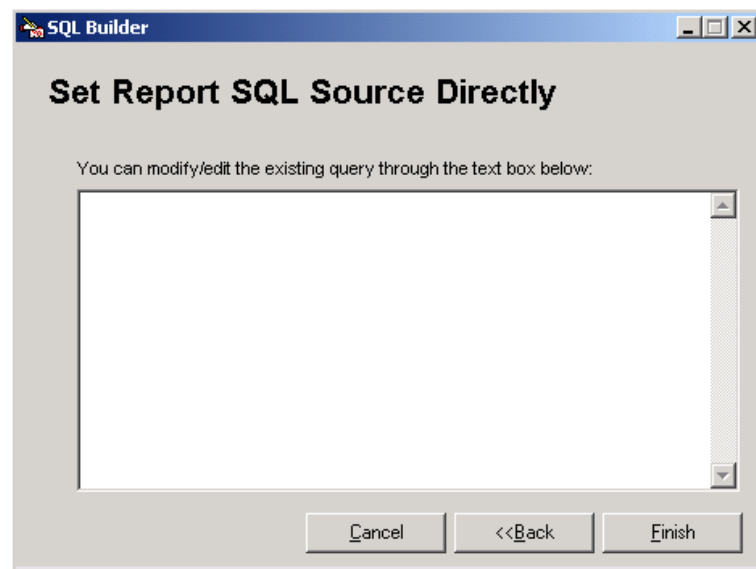 SQL Builder
Set Report SQL Source Directly
You can modify/edit the existing query through the text box below:
Cancel
<<Back
Finish